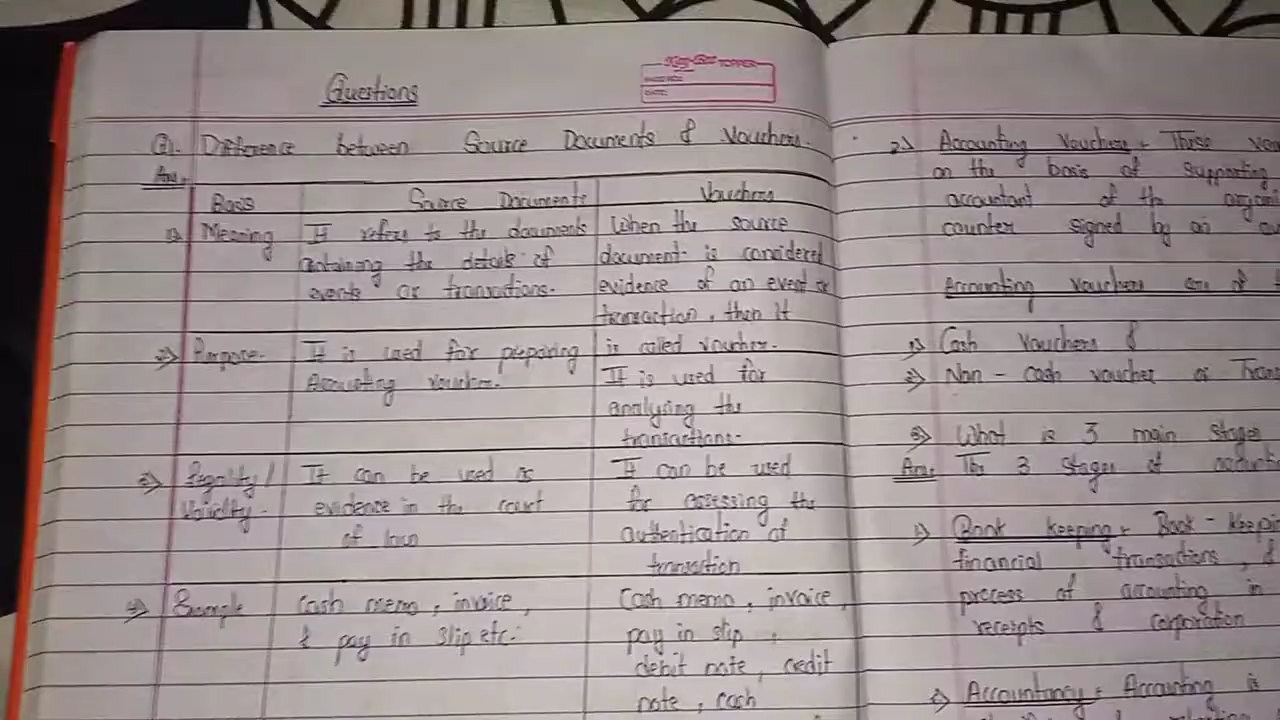 Questions
TOPPER
DATE:
Q. Difference between Source Documents & Vouchers.
Ans.
Basis Source Documents Vouchers
1) Meaning It refers to the documents When the source
containing the details of document is considered
events or transactions. evidence of an event or
transaction, then it
2) Purpose. It is used for preparing is called voucher.
Accounting voucher. It is used for
analysing the
transactions.
It can be used as It can be used
Validity. evidence in the court for assessing the
of law authentication of
transaction
Example Cash memo, invoice, Cash memo, invoice,
& pay in slip etc. pay in slip,
debit note, credit
note, cash
2) Accounting Vouchers - These
on the basis of supporting
accountant of the
counter signed by an
Accounting vouchers are of
1) Cash Vouchers &
2) Non-cash voucher or
3) What is 3 main stages
Ans. The 3 stages of
1) Book keeping - Book-
financial transactions, &
process of accounting in
receipts & corporation
Accountancy - Accounting is